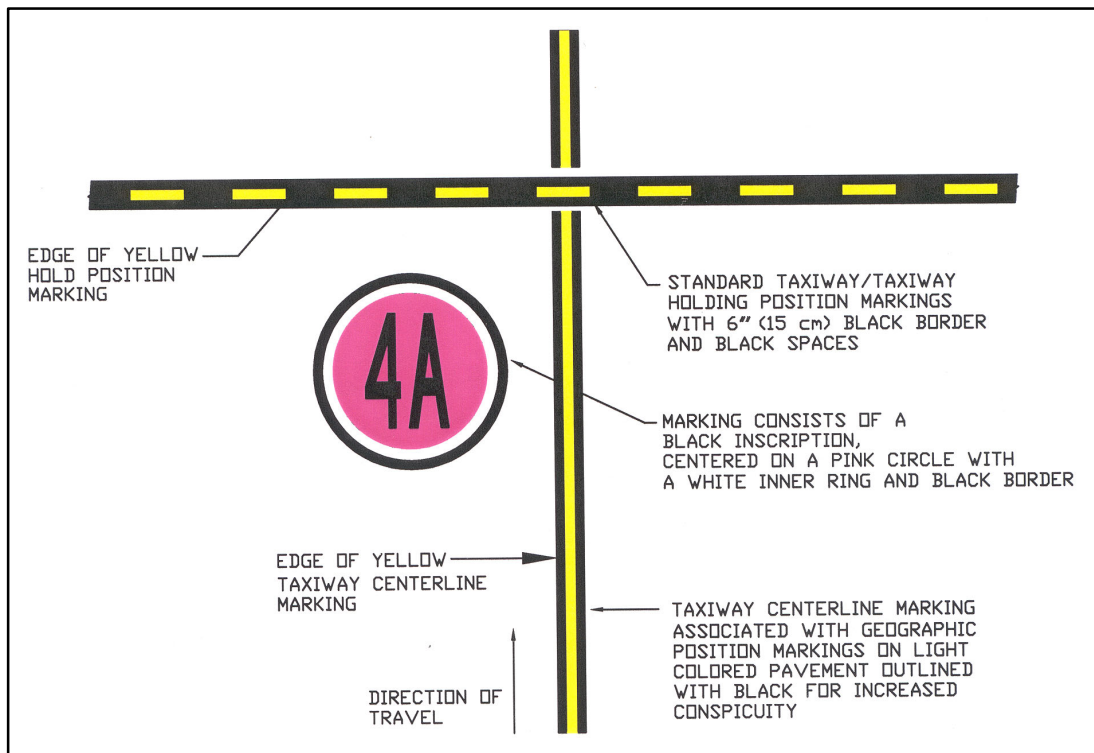 EDGE OF YELLOW
HOLD POSITION
MARKING
STANDARD TAXIWAY/TAXIWAY
HOLDING POSITION MARKINGS
WITH 6" (15 cm) BLACK BORDER
AND BLACK SPACES
4A
MARKING CONSISTS OF A
BLACK INSCRIPTION,
CENTERED ON A PINK CIRCLE WITH
A WHITE INNER RING AND BLACK BORDER
EDGE OF YELLOW
TAXIWAY CENTERLINE
MARKING
TAXIWAY CENTERLINE MARKING
ASSOCIATED WITH GEOGRAPHIC
POSITION MARKINGS ON LIGHT
COLORED PAVEMENT OUTLINED
WITH BLACK FOR INCREASED
CONSPICUITY
DIRECTION OF
TRAVEL